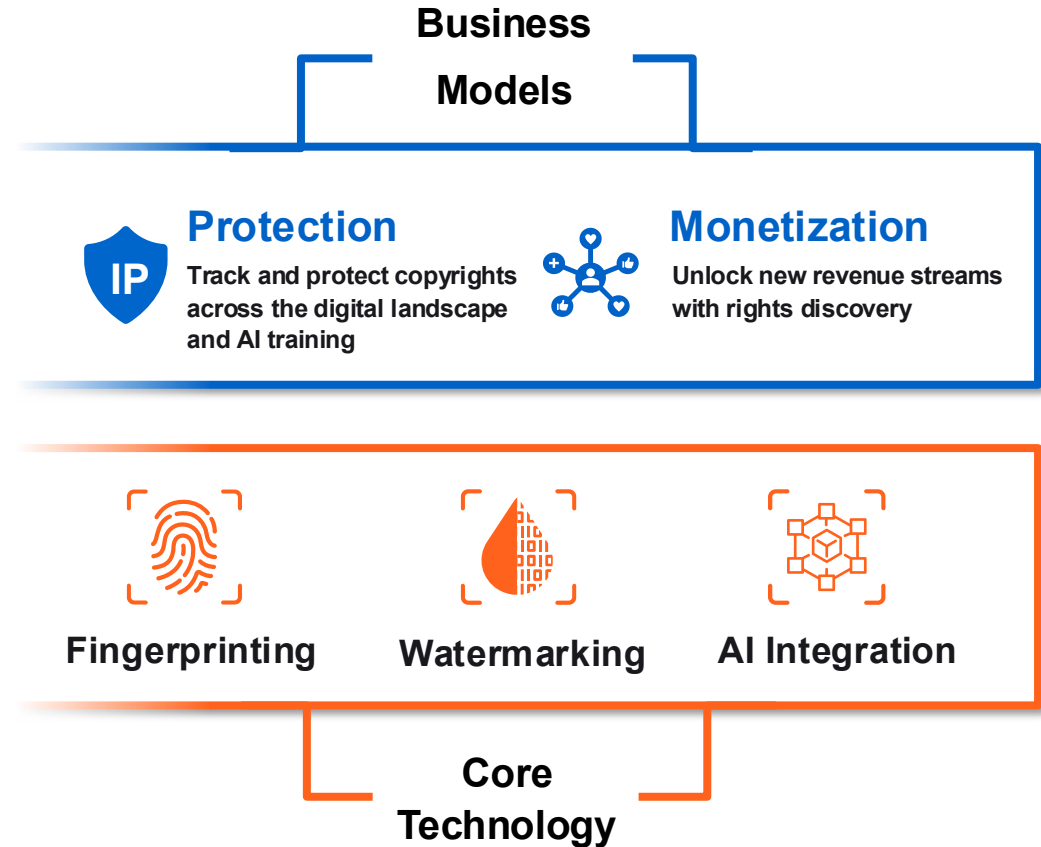 Business
Models
Protection
Monetization
IP
Track and protect copyrights
across the digital landscape
and AI training
Unlock new revenue streams
with rights discovery
Fingerprinting
Watermarking
AI Integration
Core
Technology